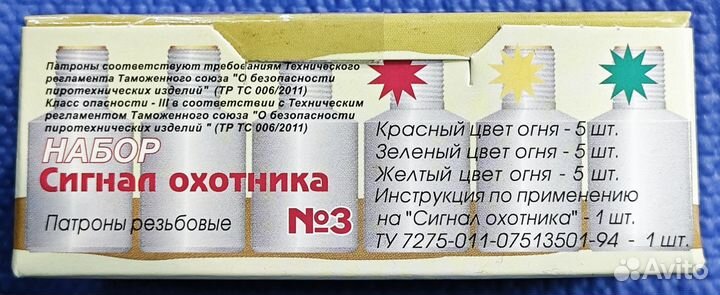 Патроны соответствуют требованиям Технического
регламента Таможенного союза "О безопасности
пиротехнических изделий" (ТР ТС 006/2011)
Класс опасности - III в соответствии с Техническим
регламентом Таможенного союза "О безопасности
пиротехнических изделий" (ТР ТС 006/2011)
НАБОР
Сигнал охотника
Патроны резьбовые №3
Красный цвет огня - 5 шт.
Зеленый цвет огня - 5 шт.
Желтый цвет огня - 5 шт.
Инструкция по применению
на "Сигнал охотника" - 1 шт.
ТУ 7275-011-07513501-94 - 1 шт.
Avito